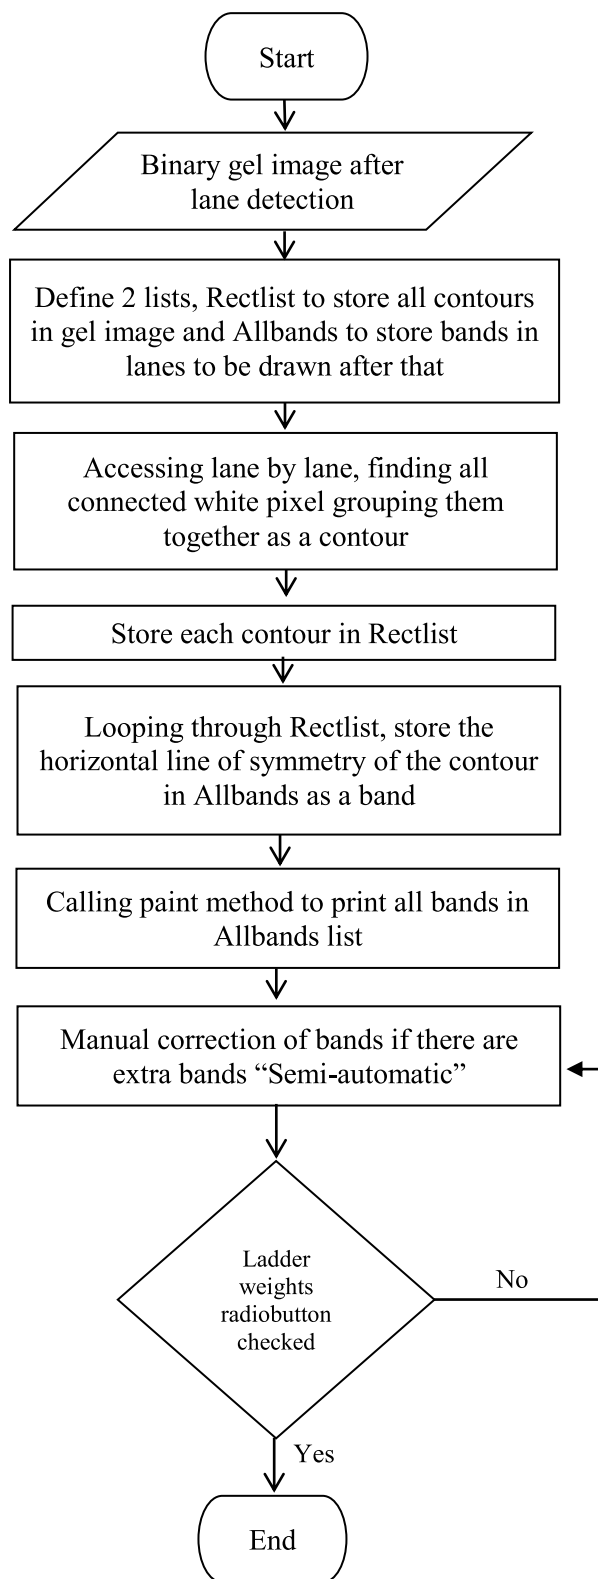 Start
Binary gel image after
lane detection
Define 2 lists, Rectlist to store all contours
in gel image and Allbands to store bands in
lanes to be drawn after that
Accessing lane by lane, finding all
connected white pixel grouping them
together as a contour
Store each contour in Rectlist
Looping through Rectlist, store the
horizontal line of symmetry of the contour
in Allbands as a band
Calling paint method to print all bands in
Allbands list
Manual correction of bands if there are
extra bands “Semi-automatic”
Ladder
weights
radiobutton
checked
No
Yes
End